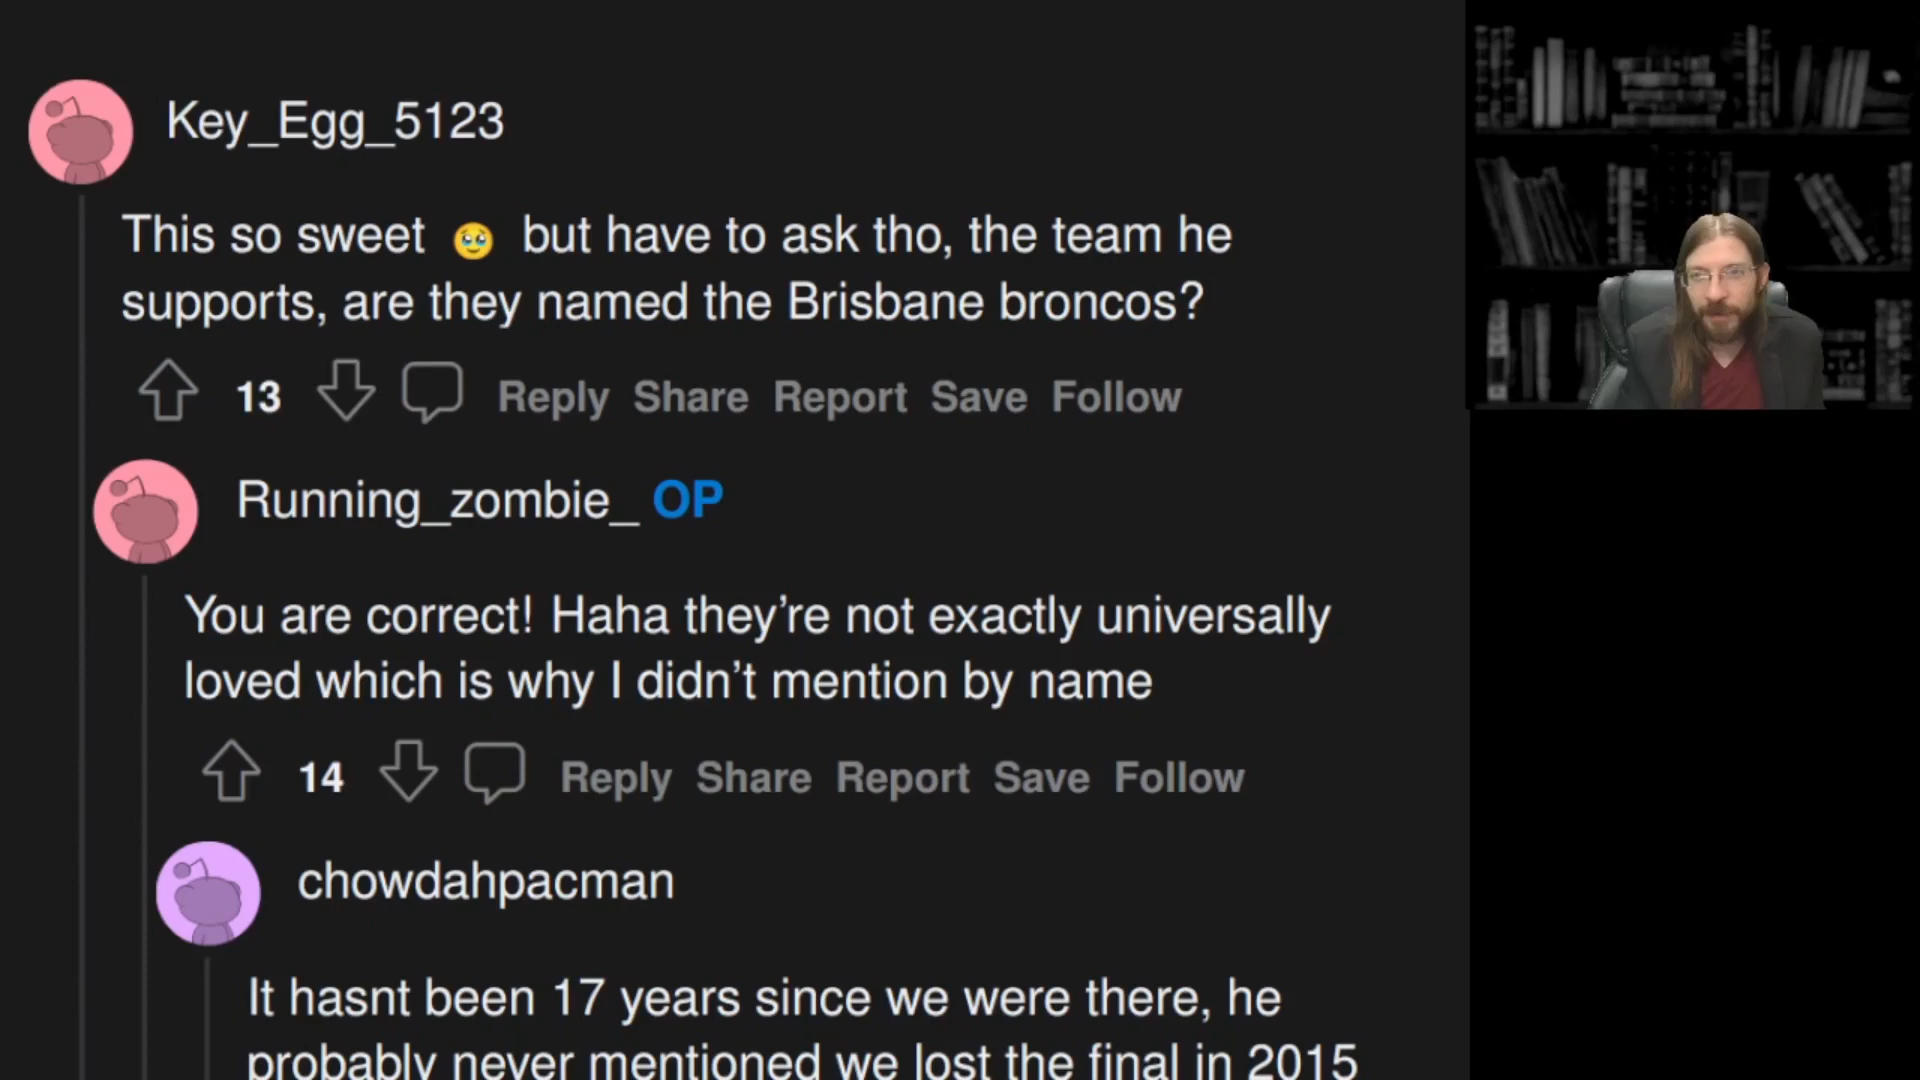 Key_Egg_5123
This so sweet 🥹 but have to ask tho, the team he
supports, are they named the Brisbane broncos?
13 Reply Share Report Save Follow
Running_zombie_ OP
You are correct! Haha they’re not exactly universally
loved which is why I didn’t mention by name
14 Reply Share Report Save Follow
chowdahpacman
It hasnt been 17 years since we were there, he
probably never mentioned we lost the final in 2015